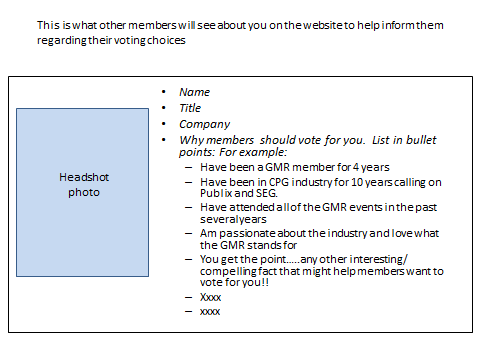 This is what other members will see about you on the website to help inform them
regarding their voting choices
Headshot
photo
• Name
• Title
• Company
• Why members should vote for you. List in bullet
points: For example:
– Have been a GMR member for 4 years
– Have been in CPG industry for 10 years calling on
Publix and SEG.
– Have attended all of the GMR events in the past
several years
– Am passionate about the industry and love what
the GMR stands for
– You get the point.....any other interesting/
compelling fact that might help members want to
vote for you!!
– Xxxx
– xxxx